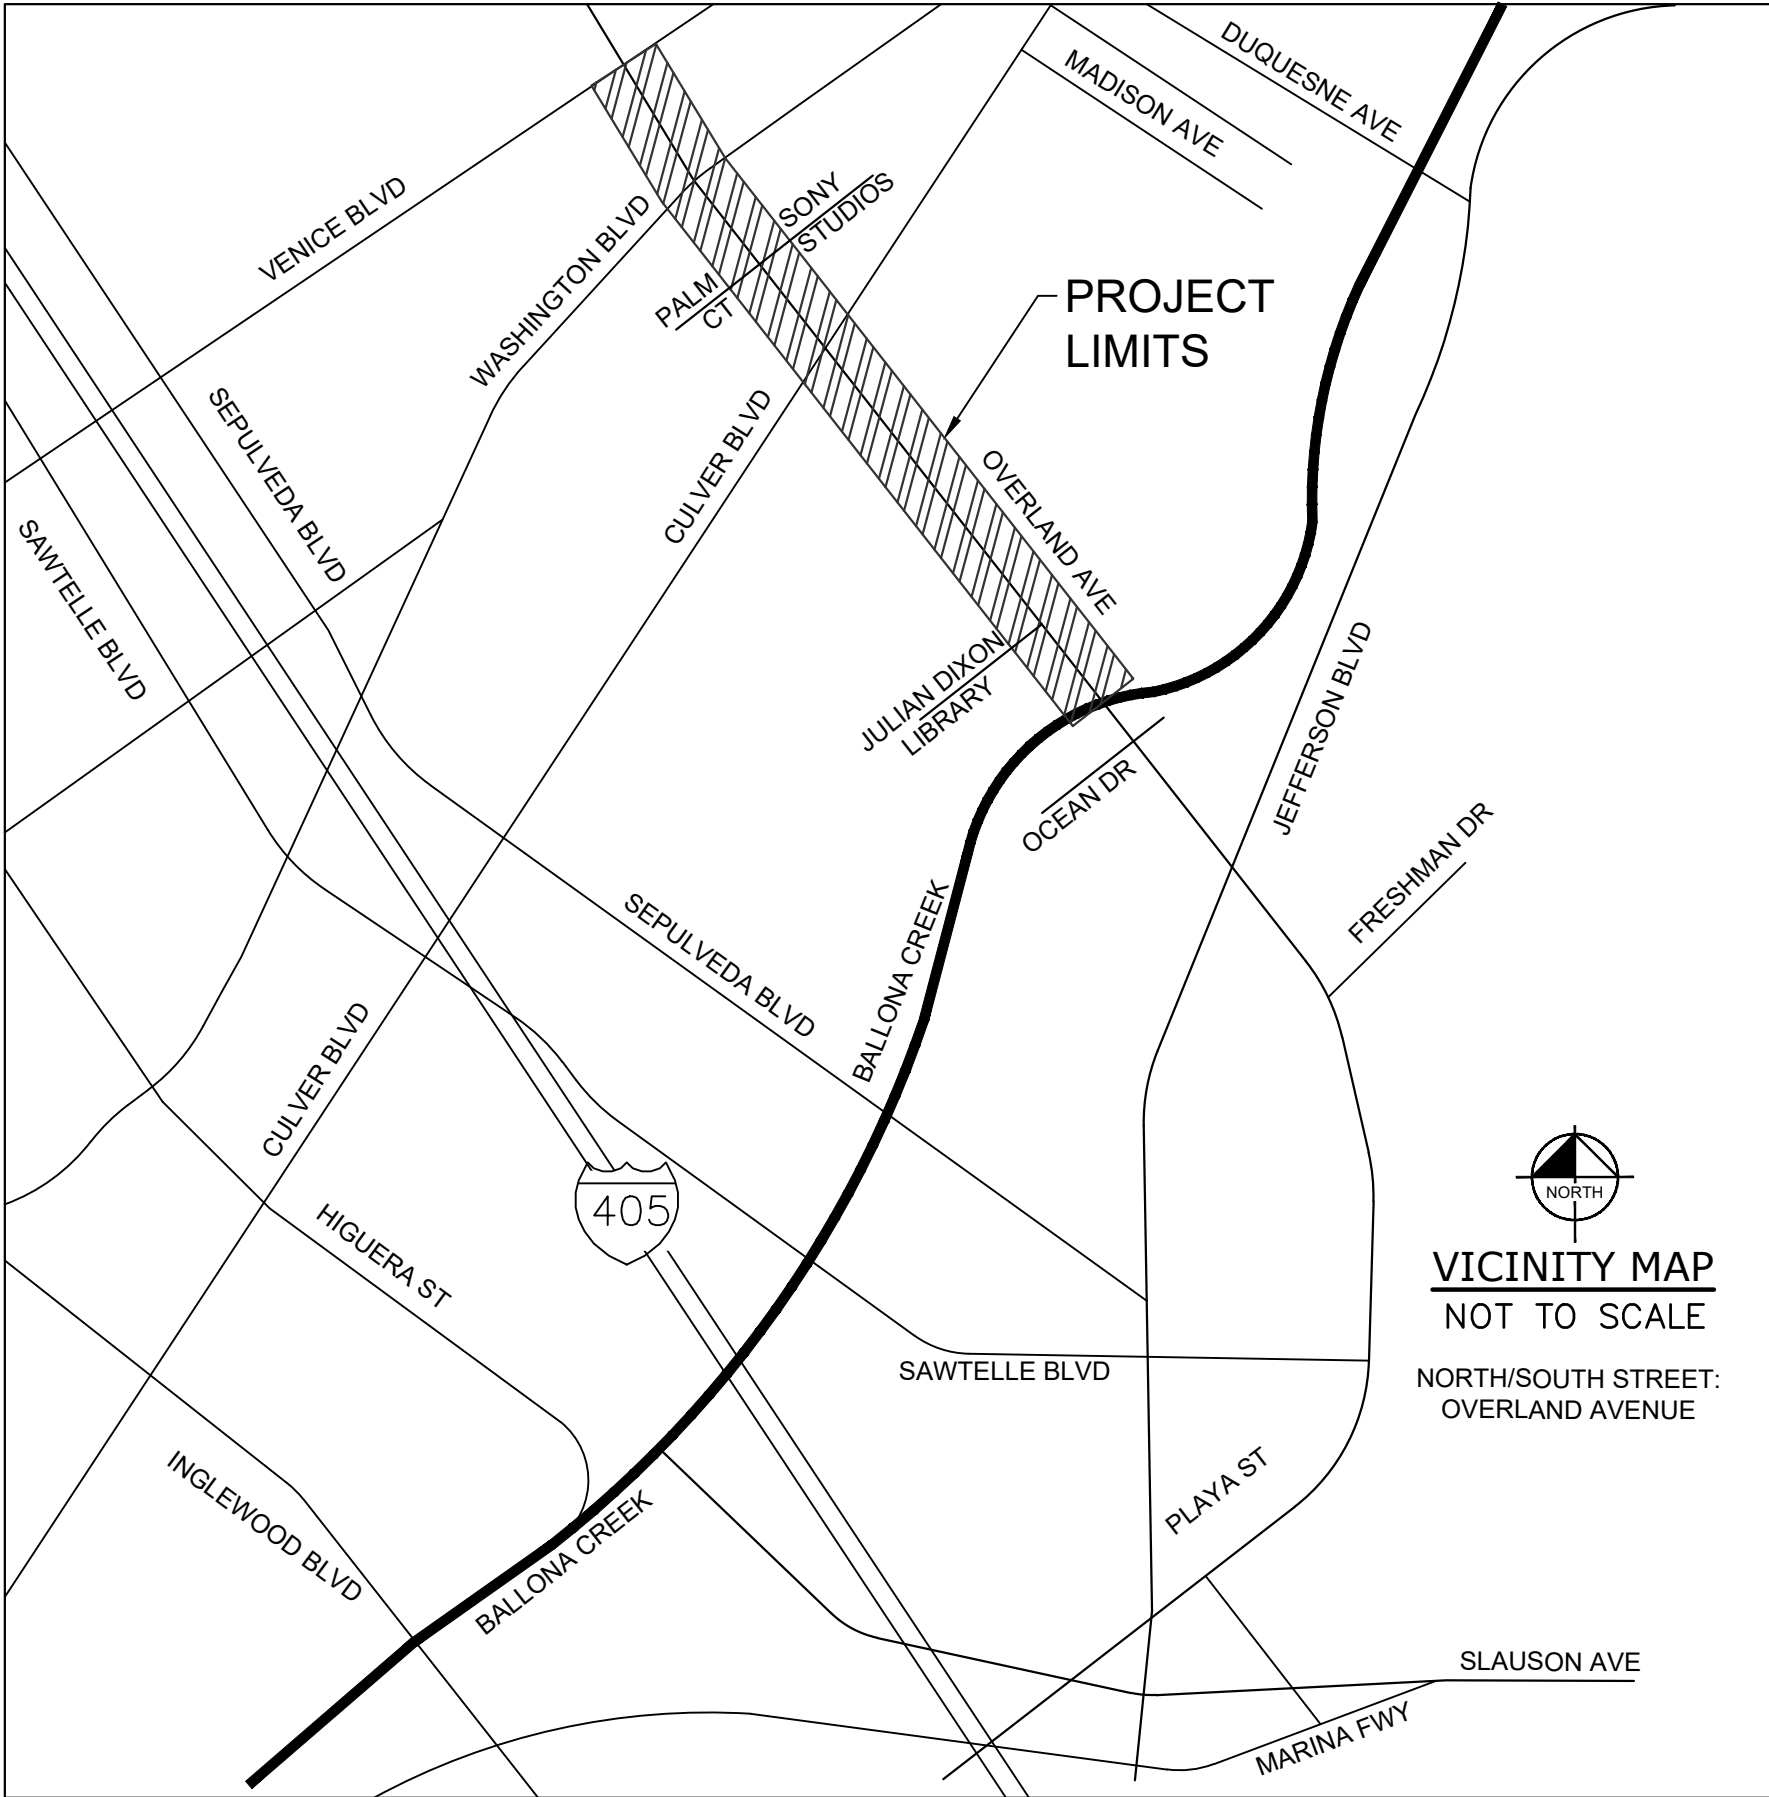 DUQUESNE AVE
MADISON AVE
VENICE BLVD
WASHINGTON BLVD
SONY
STUDIOS
PALM
CT
PROJECT
LIMITS
SEPULVEDA BLVD
CULVER BLVD
OVERLAND AVE
SAWTELLE BLVD
JULIAN DIXON
LIBRARY
JEFFERSON BLVD
OCEAN DR
FRESHMAN DR
SEPULVEDA BLVD
BALLONA CREEK
CULVER BLVD
405
NORTH
HIGUERA ST
VICINITY MAP
NOT TO SCALE
SAWTELLE BLVD
NORTH/SOUTH STREET:
OVERLAND AVENUE
INGLEWOOD BLVD
BALLONA CREEK
PLAYA ST
SLAUSON AVE
MARINA FWY